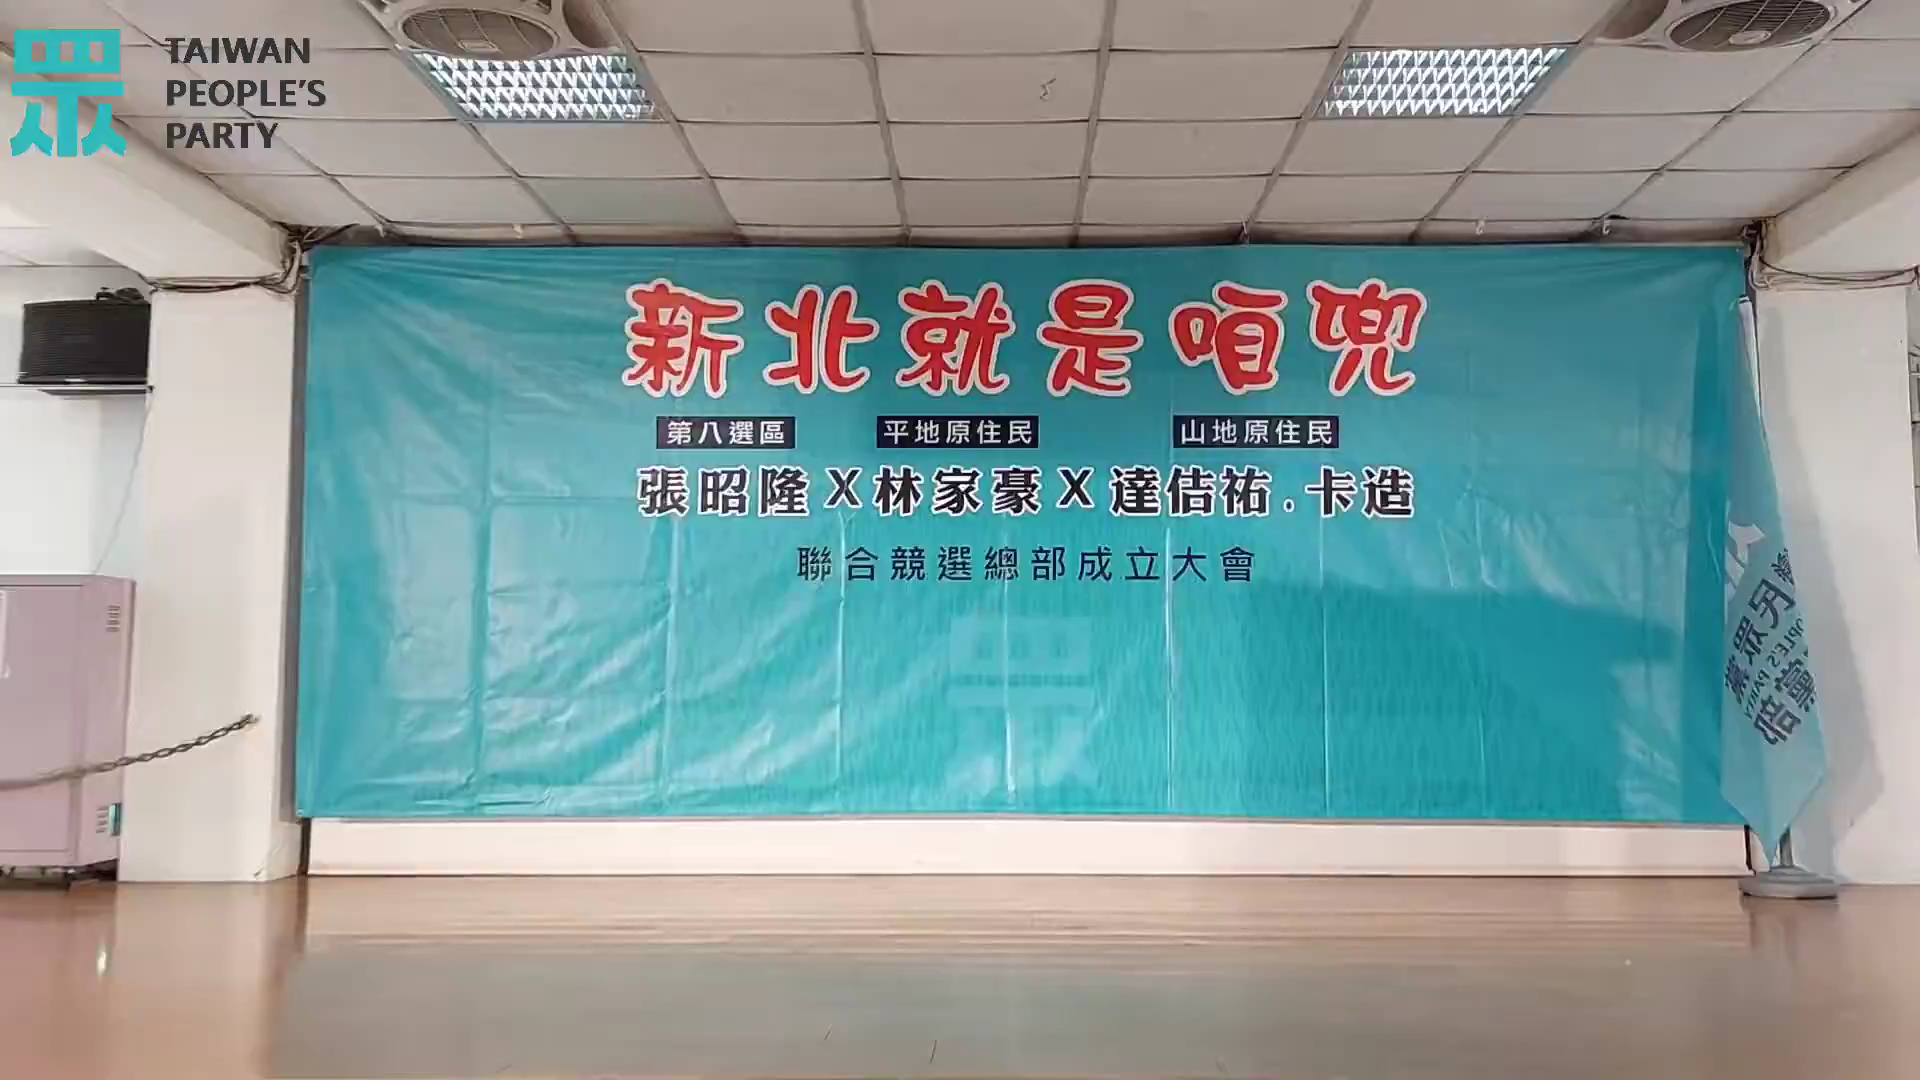 眾
TAIWAN
PEOPLE'S
PARTY
新北就是咱兜
第八選區 平地原住民 山地原住民
張昭隆X林家豪X達佶祐.卡造
聯合競選總部成立大會
眾